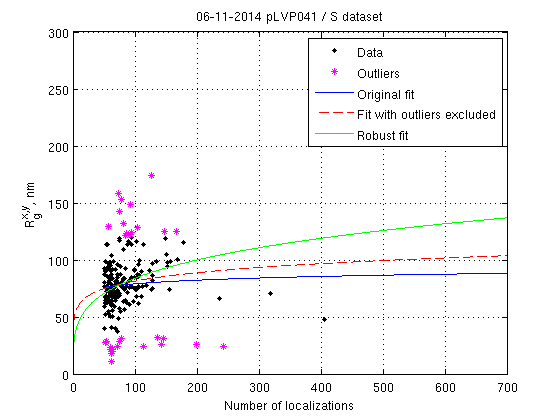 06-11-2014 pLVP041 / S dataset
300
250
200
150
100
50
0
R_g^{x,y}, nm
Data
Outliers
Original fit
Fit with outliers excluded
Robust fit
0 100 200 300 400 500 600 700
Number of localizations